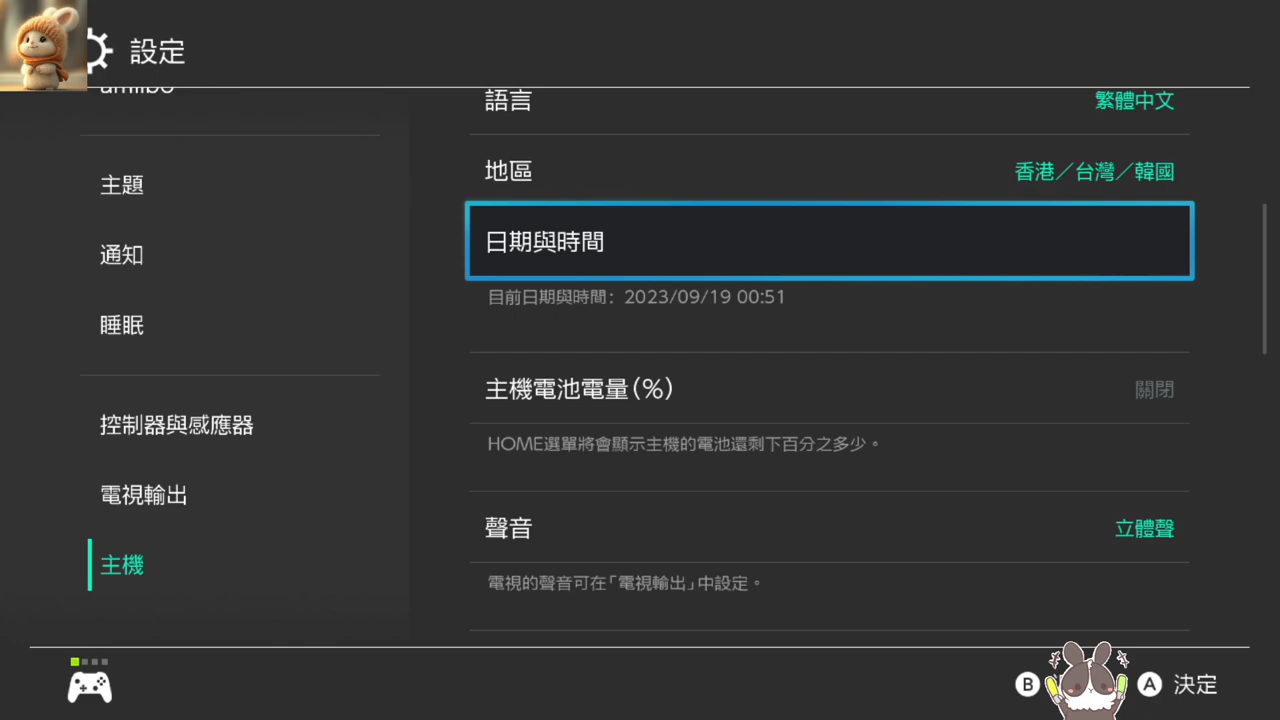 設定
amiibo
主題
通知
睡眠
控制器與感應器
電視輸出
主機
語言 繁體中文
地區 香港／台灣／韓國
日期與時間
目前日期與時間：2023/09/19 00:51
主機電池電量(%) 關閉
HOME選單將會顯示主機的電池還剩下百分之多少。
聲音 立體聲
電視的聲音可在「電視輸出」中設定。
B A 決定